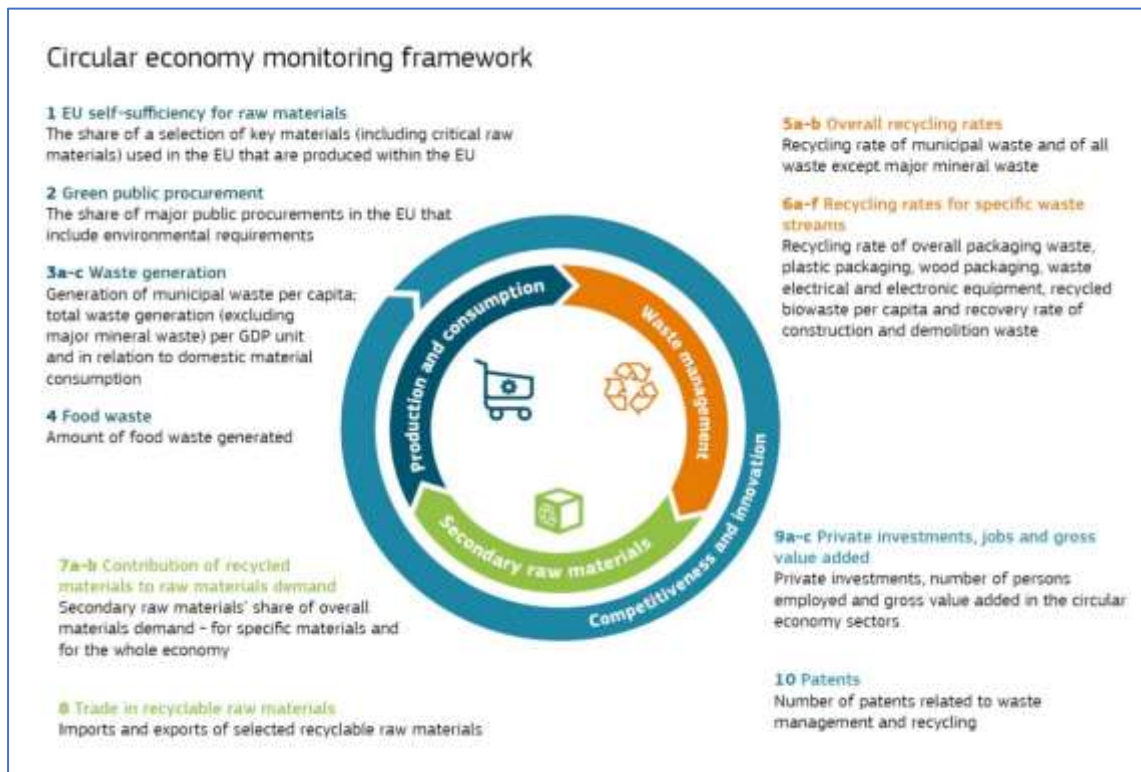 Circular economy monitoring framework
1 EU self-sufficiency for raw materials
The share of a selection of key materials (including critical raw
materials) used in the EU that are produced within the EU
2 Green public procurement
The share of major public procurements in the EU that
include environmental requirements
3a-c Waste generation
Generation of municipal waste per capita;
total waste generation (excluding
major mineral waste) per GDP unit
and in relation to domestic material
consumption
4 Food waste
Amount of food waste generated
5a-b Overall recycling rates
Recycling rate of municipal waste and of all
waste except major mineral waste
6a-f Recycling rates for specific waste
streams
Recycling rate of overall packaging waste,
plastic packaging, wood packaging, waste
electrical and electronic equipment, recycled
biowaste per capita and recovery rate of
construction and demolition waste
Production and consumption
Waste management
Secondary raw materials
Competitiveness and innovation
7a-b Contribution of recycled
materials to raw materials demand
Secondary raw materials' share of overall
materials demand - for specific materials and
for the whole economy
8 Trade in recyclable raw materials
Imports and exports of selected recyclable raw materials
9a-c Private investments, jobs and gross
value added
Private investments, number of persons
employed and gross value added in the circular
economy sectors
10 Patents
Number of patents related to waste
management and recycling